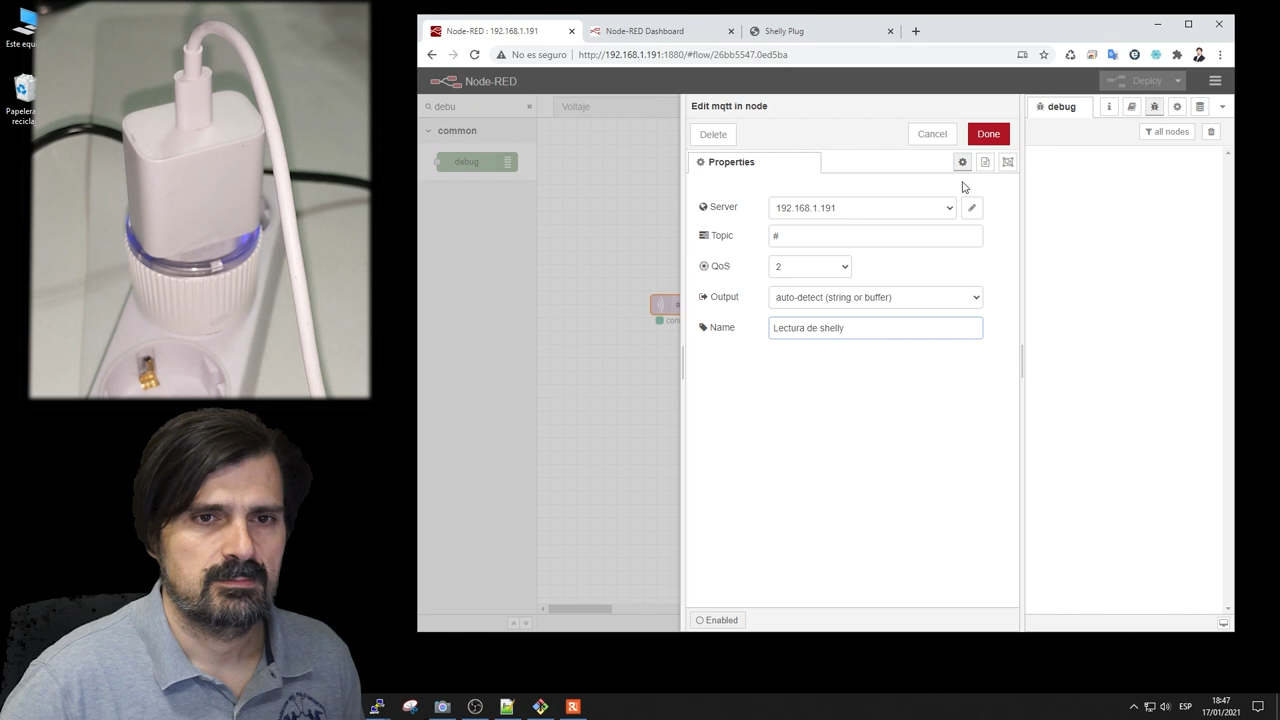 Este equ
Papelera
recicla
Node-RED : 192.168.1.191
Node-RED Dashboard
Shelly Plug
No es seguro
http://192.168.1.191:1880/#flow/26bb5547.0ed5ba
Node-RED
Deploy
debu
Voltaje
Edit mqtt in node
debug
i
common
Delete
Cancel
Done
all nodes
debug
Properties
Server
192.168.1.191
Topic
#
QoS
2
Output
auto-detect (string or buffer)
con
Name
Lectura de shelly
Enabled
ESP
18:47
17/01/2021